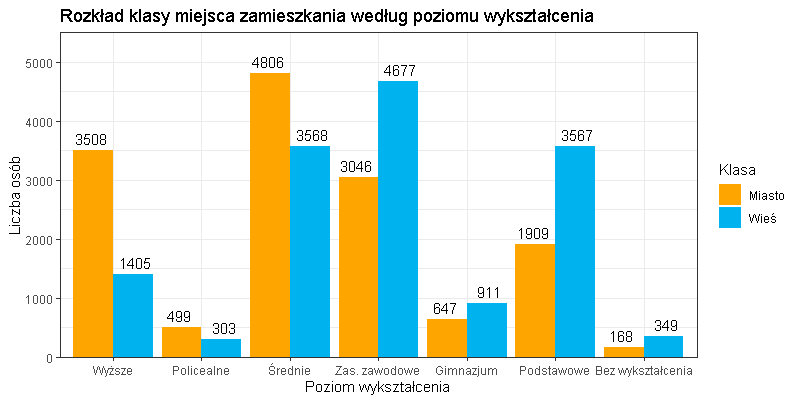 Rozkład klasy miejsca zamieszkania według poziomu wykształcenia
5000
4000
3000
2000
1000
0
Liczba osób
3508
1405
499
303
4806
3568
3046
4677
647
911
1909
3567
168
349
Wyższe
Policealne
Średnie
Zas. zawodowe
Gimnazjum
Podstawowe
Bez wykształcenia
Poziom wykształcenia
Klasa
Miasto
Wieś